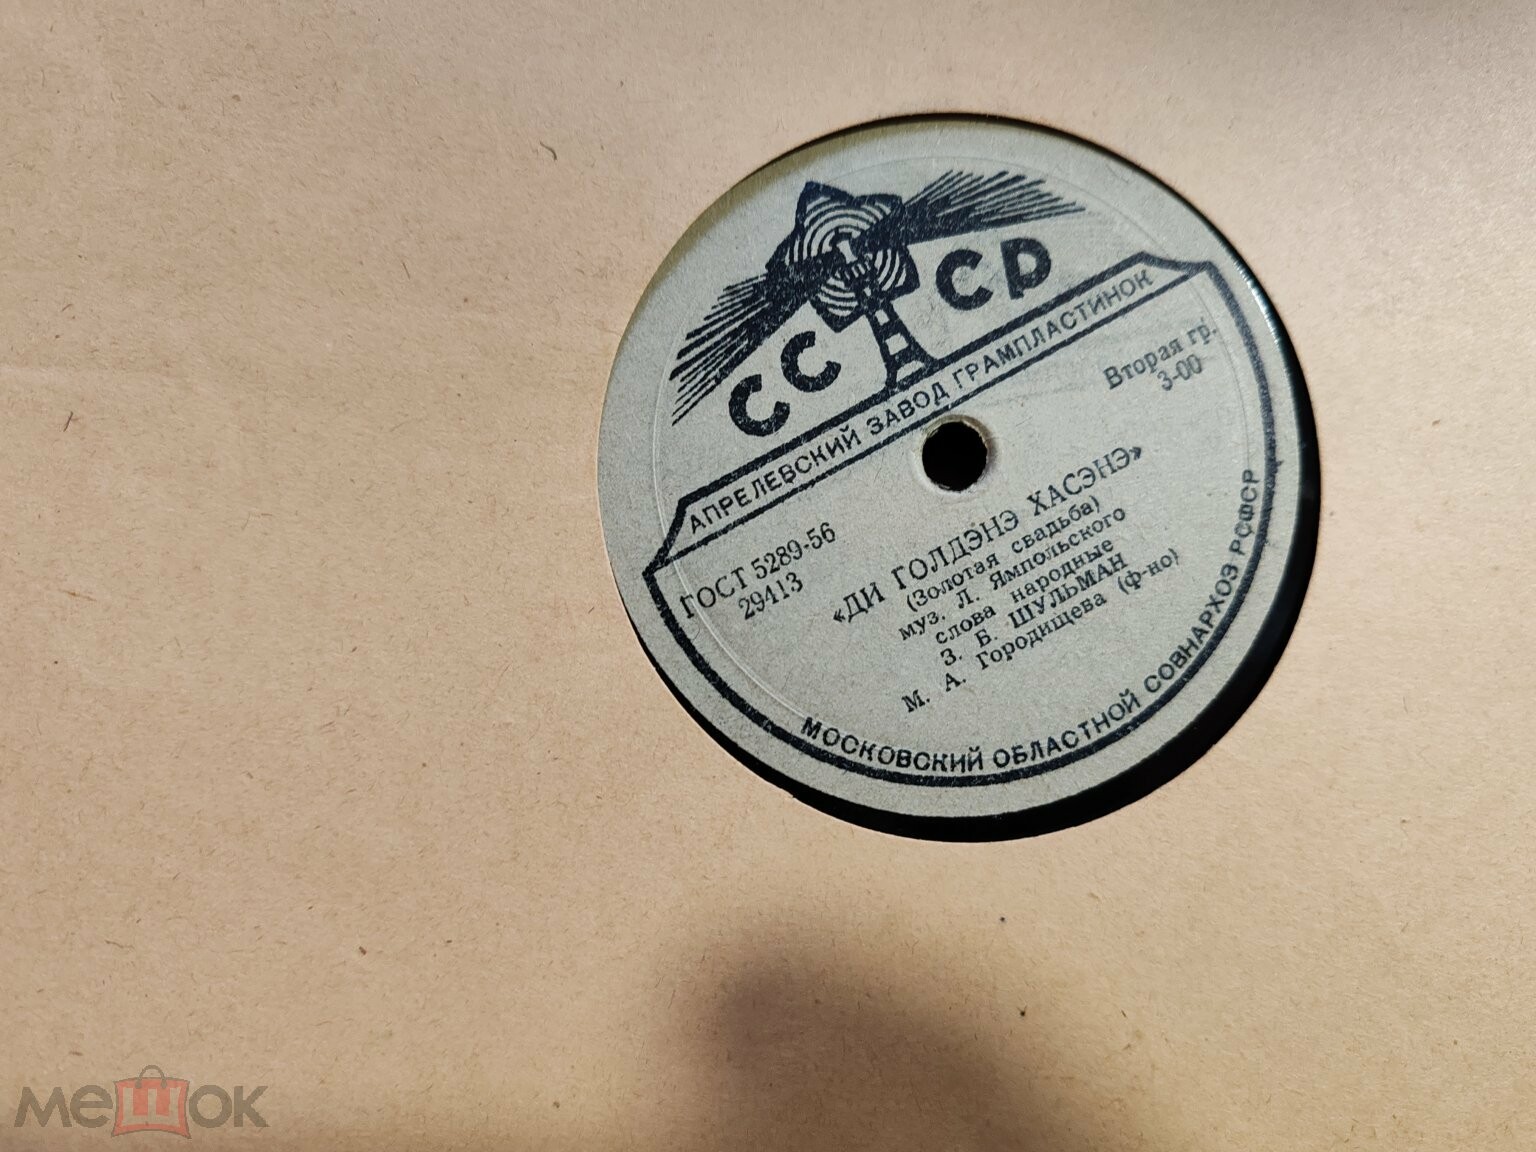 СССР
АПРЕЛЕВСКИЙ ЗАВОД ГРАМПЛАСТИНОК
Вторая гр.
3-00
ГОСТ 5289-56
29413
«ДИ ГОЛДЭНЭ ХАСЭНЭ»
(Золотая свадьба)
муз. Л. Ямпольского
слова народные
З. Б. ШУЛЬМАН
М. А. Городищева (ф-но)
МОСКОВСКИЙ ОБЛАСТНОЙ СОВНАРХОЗ РСФСР
мешок